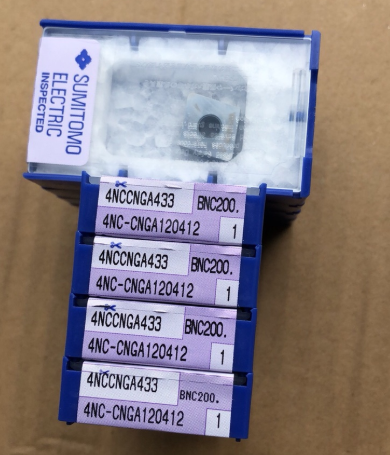 SUMITOMO
ELECTRIC
INSPECTED
4NCCNGA433 BNC200.
4NC-CNGA120412 1
4NCCNGA433 BNC200.
4NC-CNGA120412 1
4NCCNGA433 BNC200.
4NC-CNGA120412 1
4NCCNGA433 BNC200.
4NC-CNGA120412 1